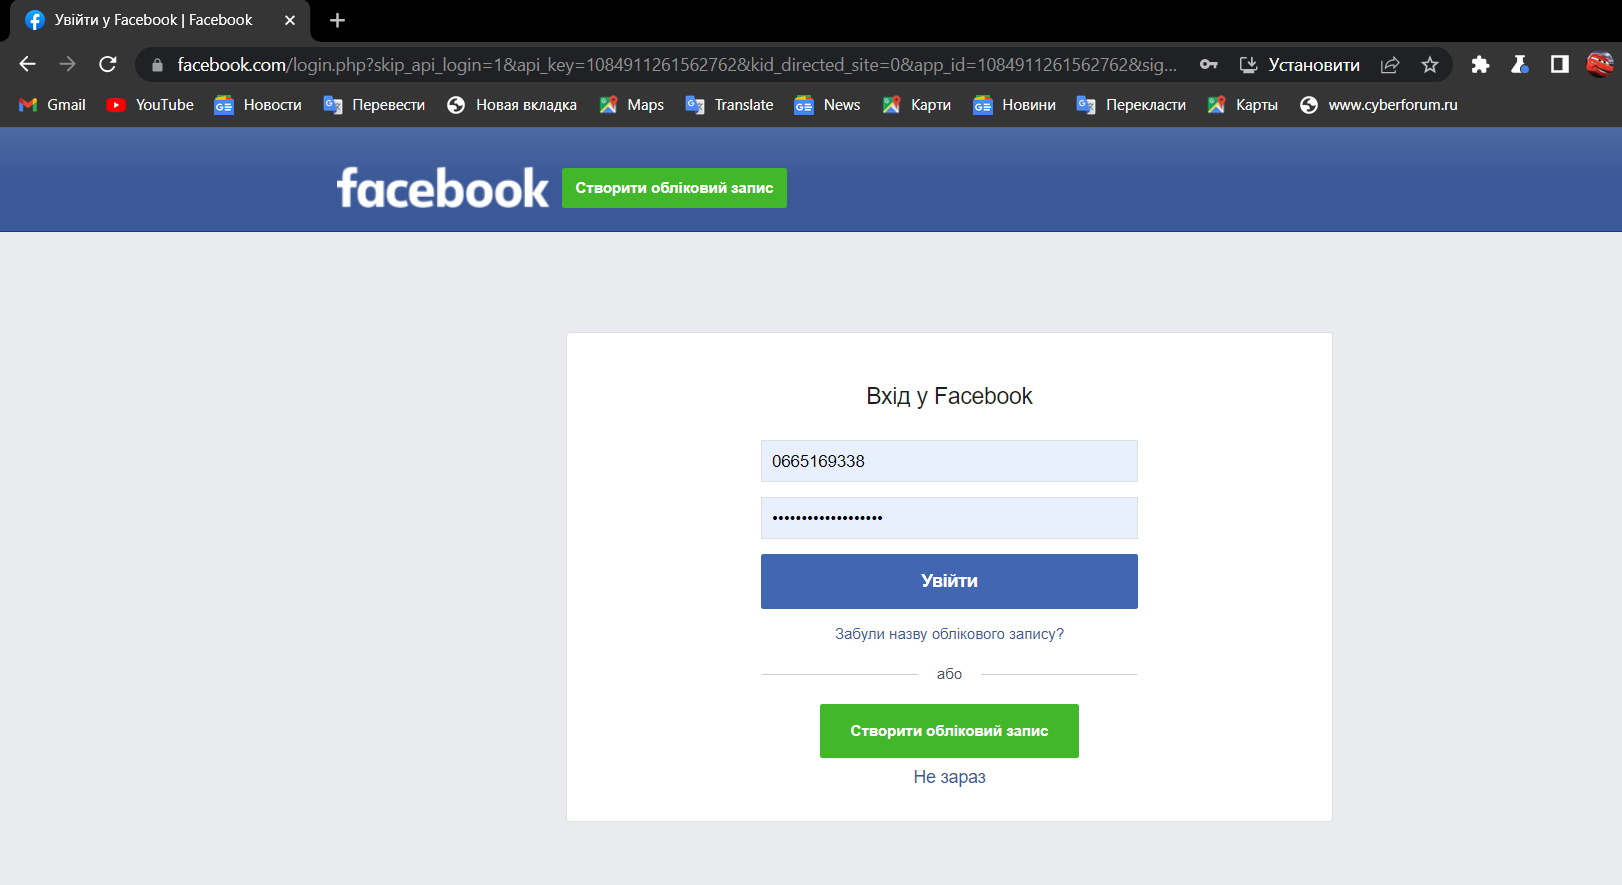 Увійти у Facebook | Facebook
facebook.com/login.php?skip_api_login=1&api_key=1084911261562762&kid_directed_site=0&app_id=1084911261562762&sig... Установити
Gmail YouTube Новости Перевести Новая вкладка Maps Translate News Карти Новини Перекласти Карты www.cyberforum.ru
facebook Створити обліковий запис
Вхід у Facebook
0665169338
•••••••••••••••••••
Увійти
Забули назву облікового запису?
або
Створити обліковий запис
Не зараз